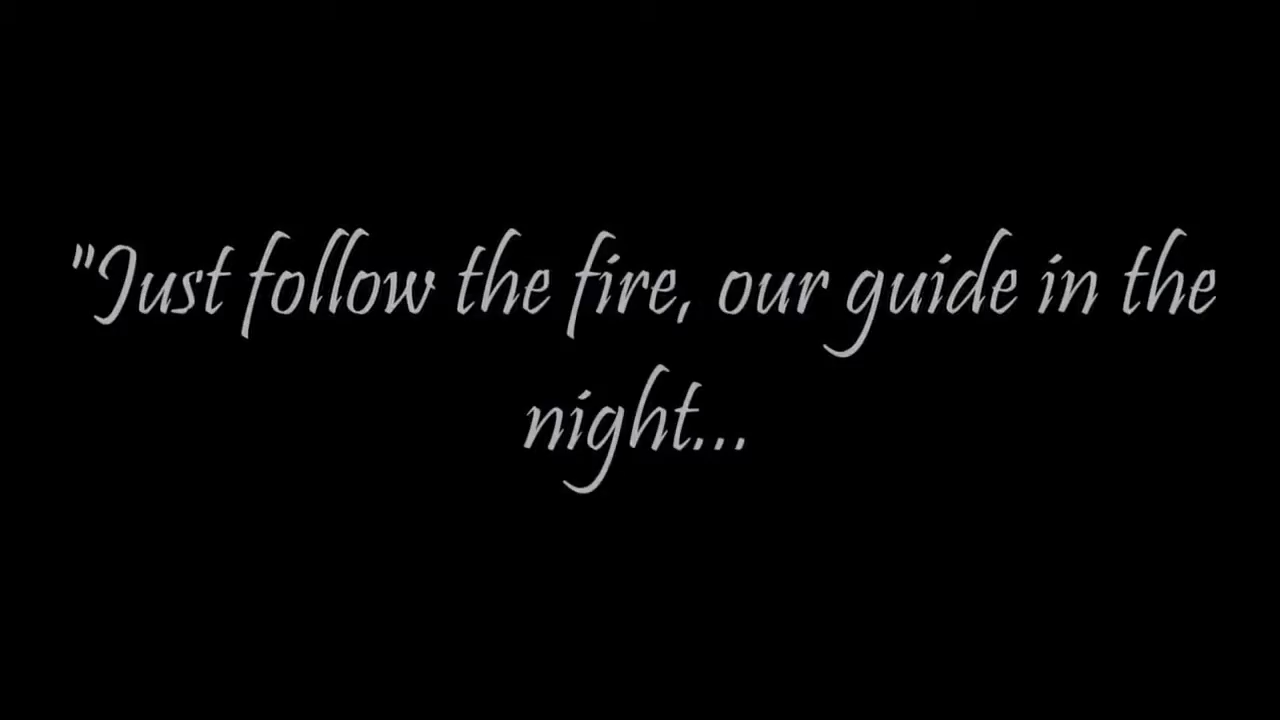 "Just follow the fire, our guide in the
night...